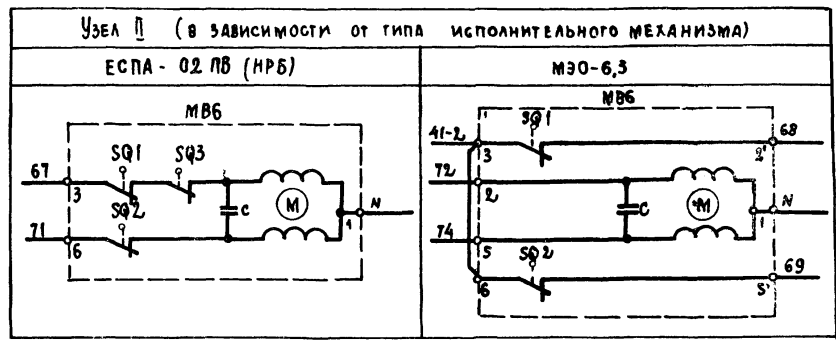 Узел II (в зависимости от типа исполнительного механизма)
ЕСПА - 02 ПВ (НРБ)
МЭО-6,3
МВ6
SQ1 SQ3
67
3
SQ2
C
M
1
N
71
6
МВ6
SQ1
41-2
3
2'
68
72
2
C
M
1
N
74
5
SQ2
6
5'
69